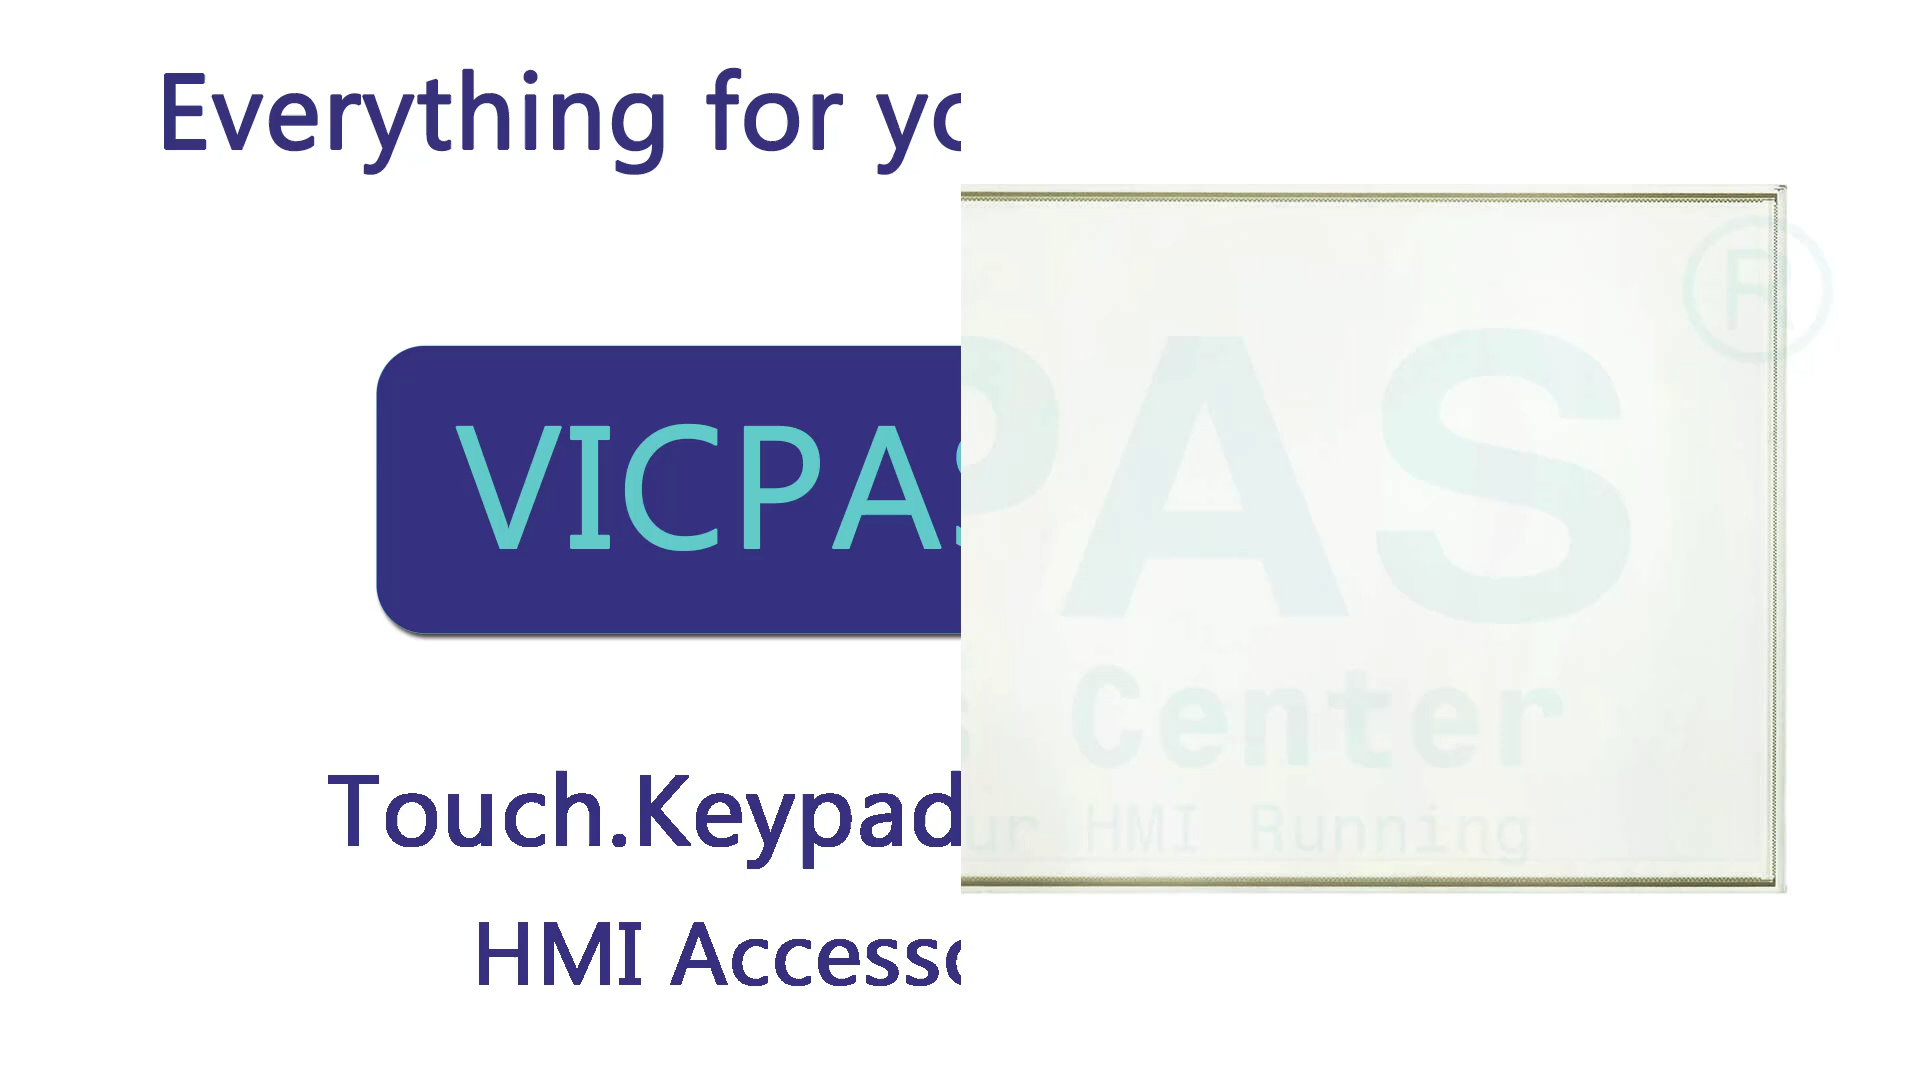 Everything for yo
VICPAS
Touch.Keypad
HMI Accesso
®
PAS
Center
ur HMI Running